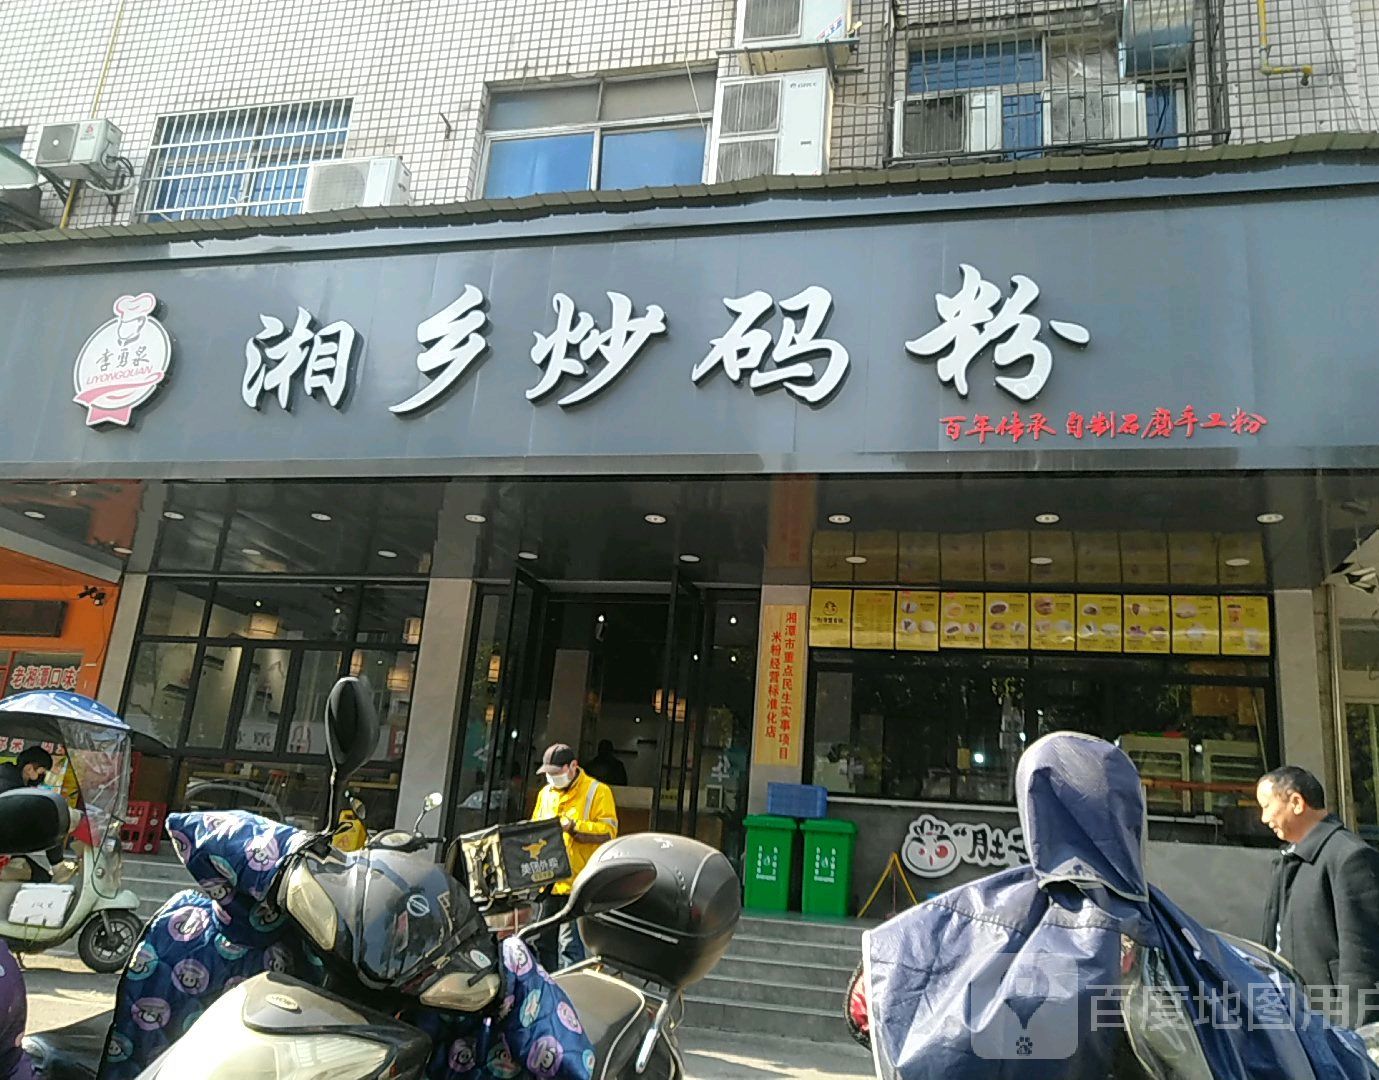 李勇泉
LIYONGQUAN
湘乡炒码粉
百年传承 自制石磨手工粉
湘潭市重点民生实事项目
米粉经营标准化店
老湘潭口味
美团外卖
百度地图用户